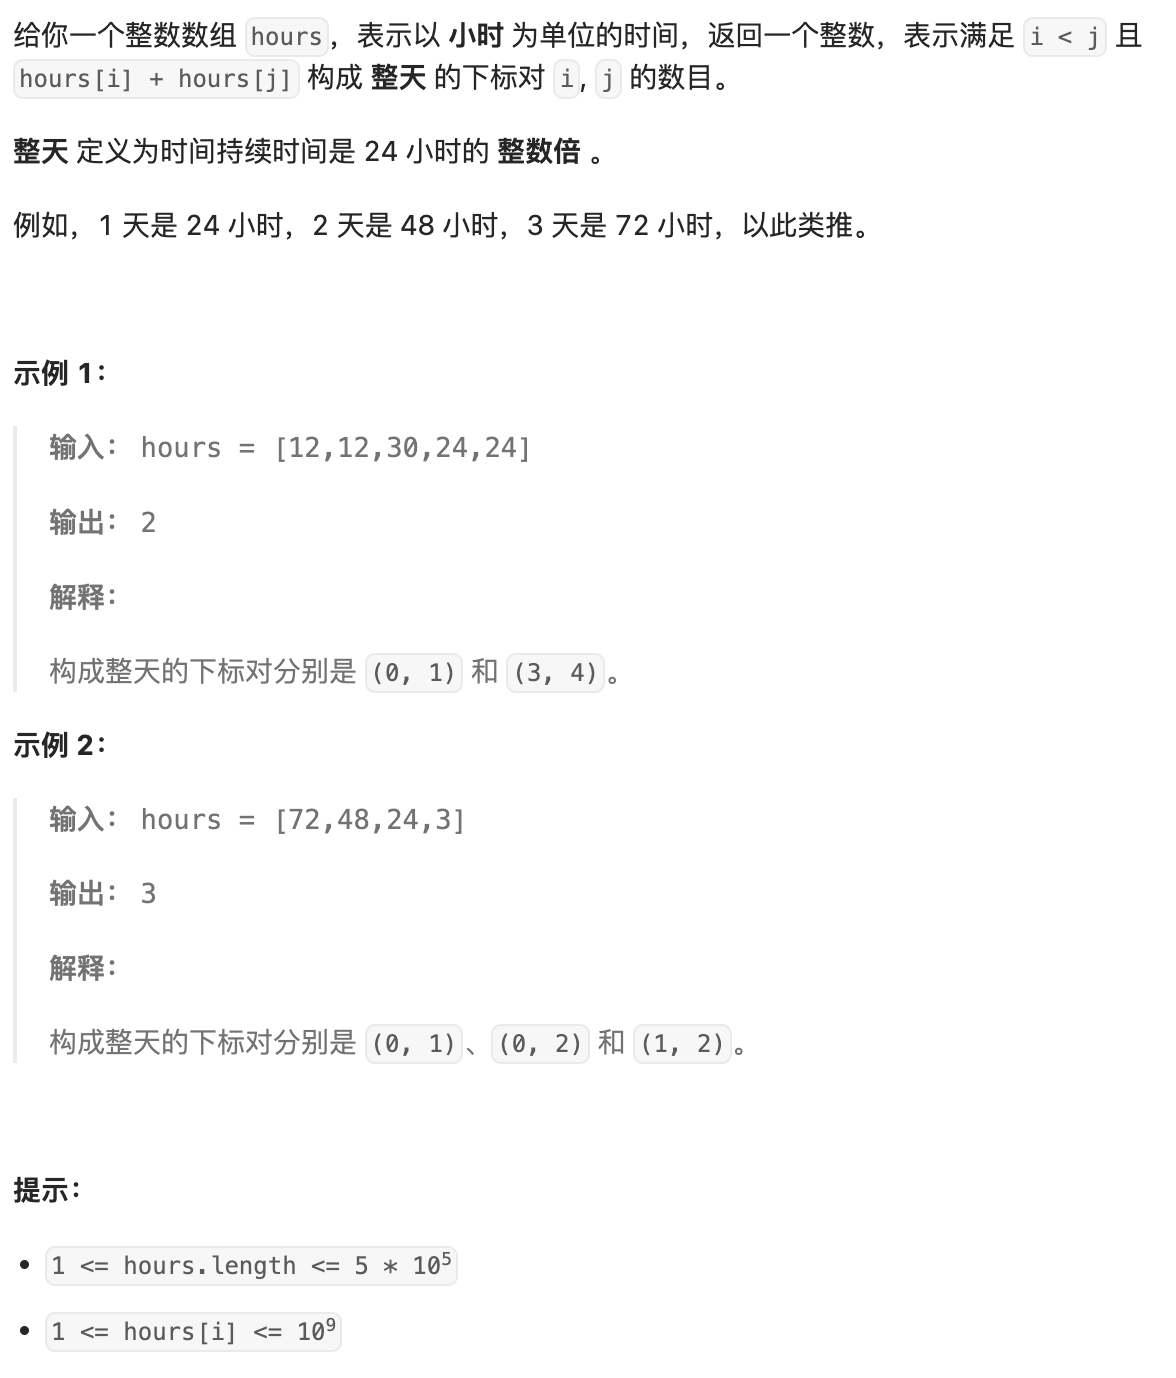 给你一个整数数组 hours，表示以 小时 为单位的时间，返回一个整数，表示满足 i < j 且
hours[i] + hours[j] 构成 整天 的下标对 i, j 的数目。
整天 定义为时间持续时间是 24 小时的 整数倍 。
例如，1 天是 24 小时，2 天是 48 小时，3 天是 72 小时，以此类推。
示例 1：
输入： hours = [12,12,30,24,24]
输出： 2
解释：
构成整天的下标对分别是 (0, 1) 和 (3, 4)。
示例 2：
输入： hours = [72,48,24,3]
输出： 3
解释：
构成整天的下标对分别是 (0, 1)、(0, 2) 和 (1, 2)。
提示：
• 1 <= hours.length <= 5 * 10⁵
• 1 <= hours[i] <= 10⁹